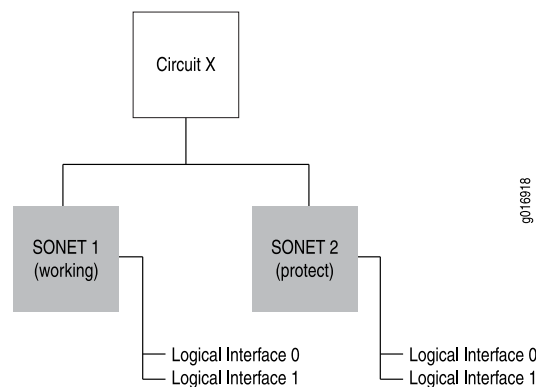 Circuit X
SONET 1
(working)
SONET 2
(protect)
Logical Interface 0
Logical Interface 1
Logical Interface 0
Logical Interface 1
g016918